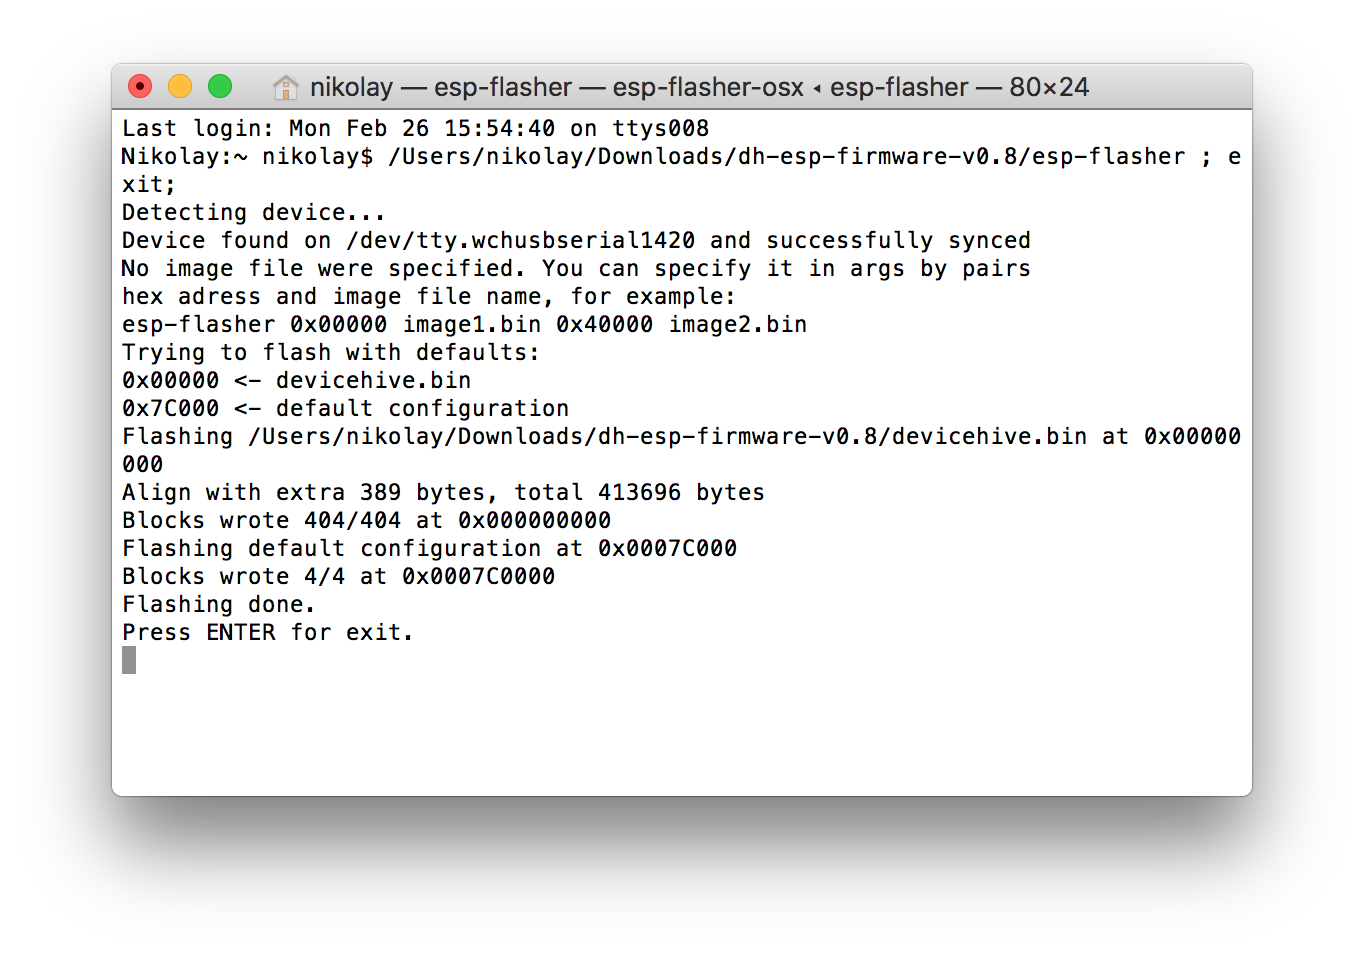 nikolay — esp-flasher — esp-flasher-osx ◂ esp-flasher — 80×24
Last login: Mon Feb 26 15:54:40 on ttys008
Nikolay:~ nikolay$ /Users/nikolay/Downloads/dh-esp-firmware-v0.8/esp-flasher ; e
xit;
Detecting device...
Device found on /dev/tty.wchusbserial1420 and successfully synced
No image file were specified. You can specify it in args by pairs
hex adress and image file name, for example:
esp-flasher 0x00000 image1.bin 0x40000 image2.bin
Trying to flash with defaults:
0x00000 <- devicehive.bin
0x7C000 <- default configuration
Flashing /Users/nikolay/Downloads/dh-esp-firmware-v0.8/devicehive.bin at 0x00000
000
Align with extra 389 bytes, total 413696 bytes
Blocks wrote 404/404 at 0x000000000
Flashing default configuration at 0x0007C000
Blocks wrote 4/4 at 0x0007C0000
Flashing done.
Press ENTER for exit.